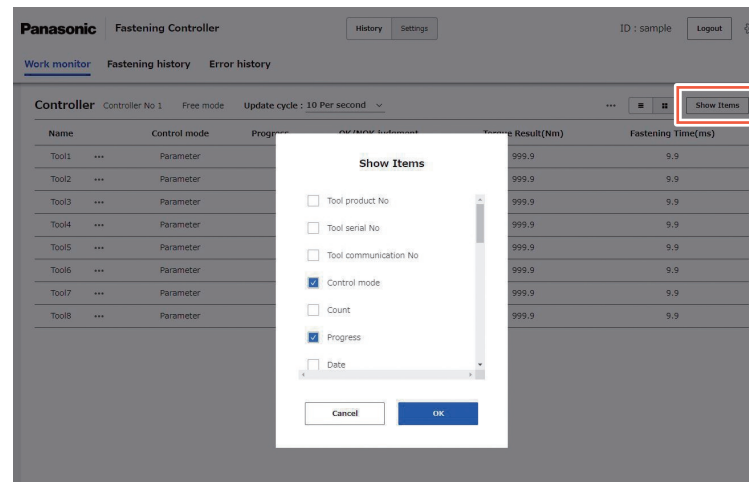 Panasonic Fastening Controller History Settings ID : sample Logout
Work monitor Fastening history Error history
Controller Controller No 1 Free mode Update cycle : 10 Per second ••• Show Items
Name Control mode Progress OK/NOK Judgment Torque Result(Nm) Fastening Time(ms)
Tool1 ••• Parameter 999.9 9.9
Tool2 ••• Parameter 999.9 9.9
Tool3 ••• Parameter 999.9 9.9
Tool4 ••• Parameter 999.9 9.9
Tool5 ••• Parameter 999.9 9.9
Tool6 ••• Parameter 999.9 9.9
Tool7 ••• Parameter 999.9 9.9
Tool8 ••• Parameter 999.9 9.9
Show Items
Tool product No
Tool serial No
Tool communication No
Control mode
Count
Progress
Date
Cancel OK